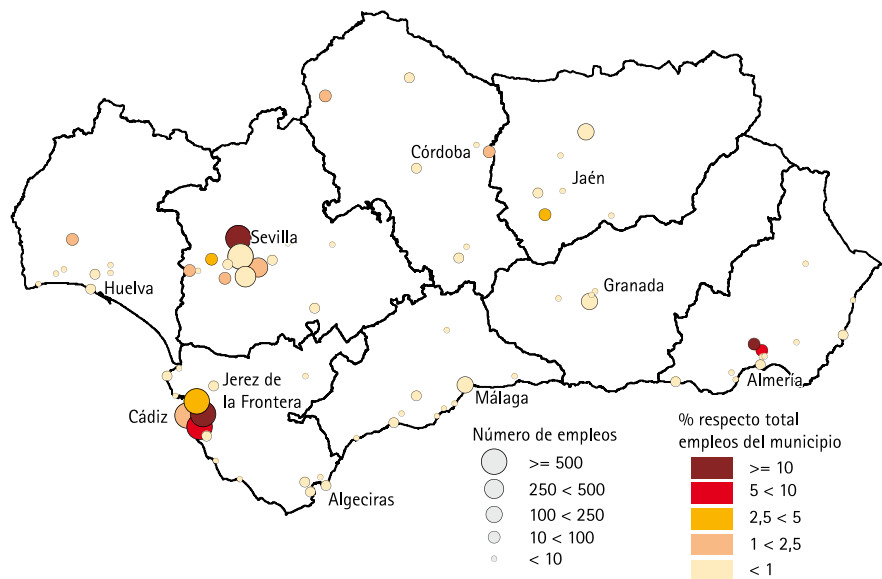 Córdoba
Jaén
Sevilla
Huelva
Granada
Jerez de
la Frontera
Cádiz
Málaga
Almería
Algeciras
Número de empleos
>= 500
250 < 500
100 < 250
10 < 100
< 10
% respecto total
empleos del municipio
>= 10
5 < 10
2,5 < 5
1 < 2,5
< 1